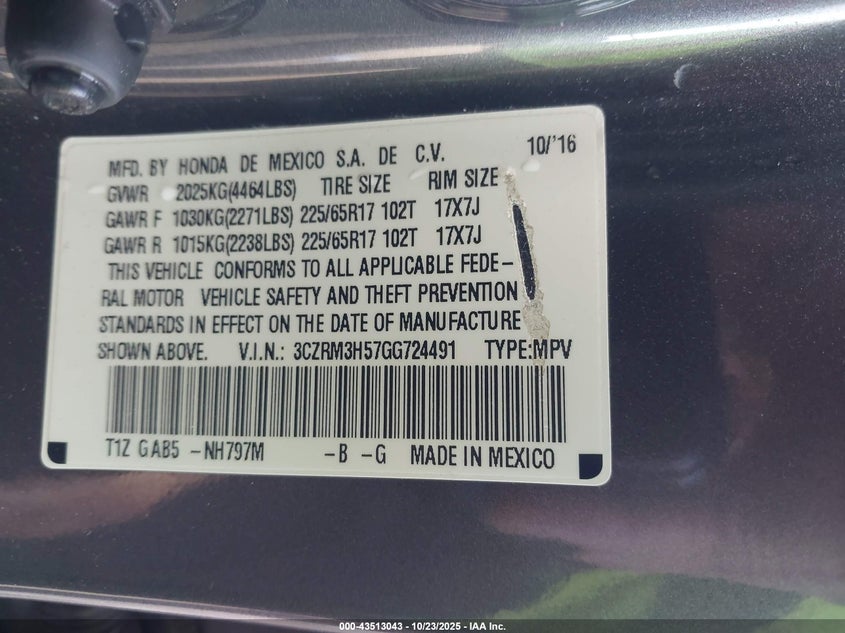 MFD. BY HONDA DE MEXICO S.A. DE C.V. 10/'16
GVWR 2025KG(4464LBS) TIRE SIZE RIM SIZE
GAWR F 1030KG(2271LBS) 225/65R17 102T 17X7J
GAWR R 1015KG(2238LBS) 225/65R17 102T 17X7J
THIS VEHICLE CONFORMS TO ALL APPLICABLE FEDE-
RAL MOTOR VEHICLE SAFETY AND THEFT PREVENTION
STANDARDS IN EFFECT ON THE DATE OF MANUFACTURE
SHOWN ABOVE. V.I.N.: 3CZRM3H57GG724491 TYPE:MPV
T1Z GAB5 -NH797M -B -G MADE IN MEXICO
000-43513043 - 10/23/2025 - IAA Inc.